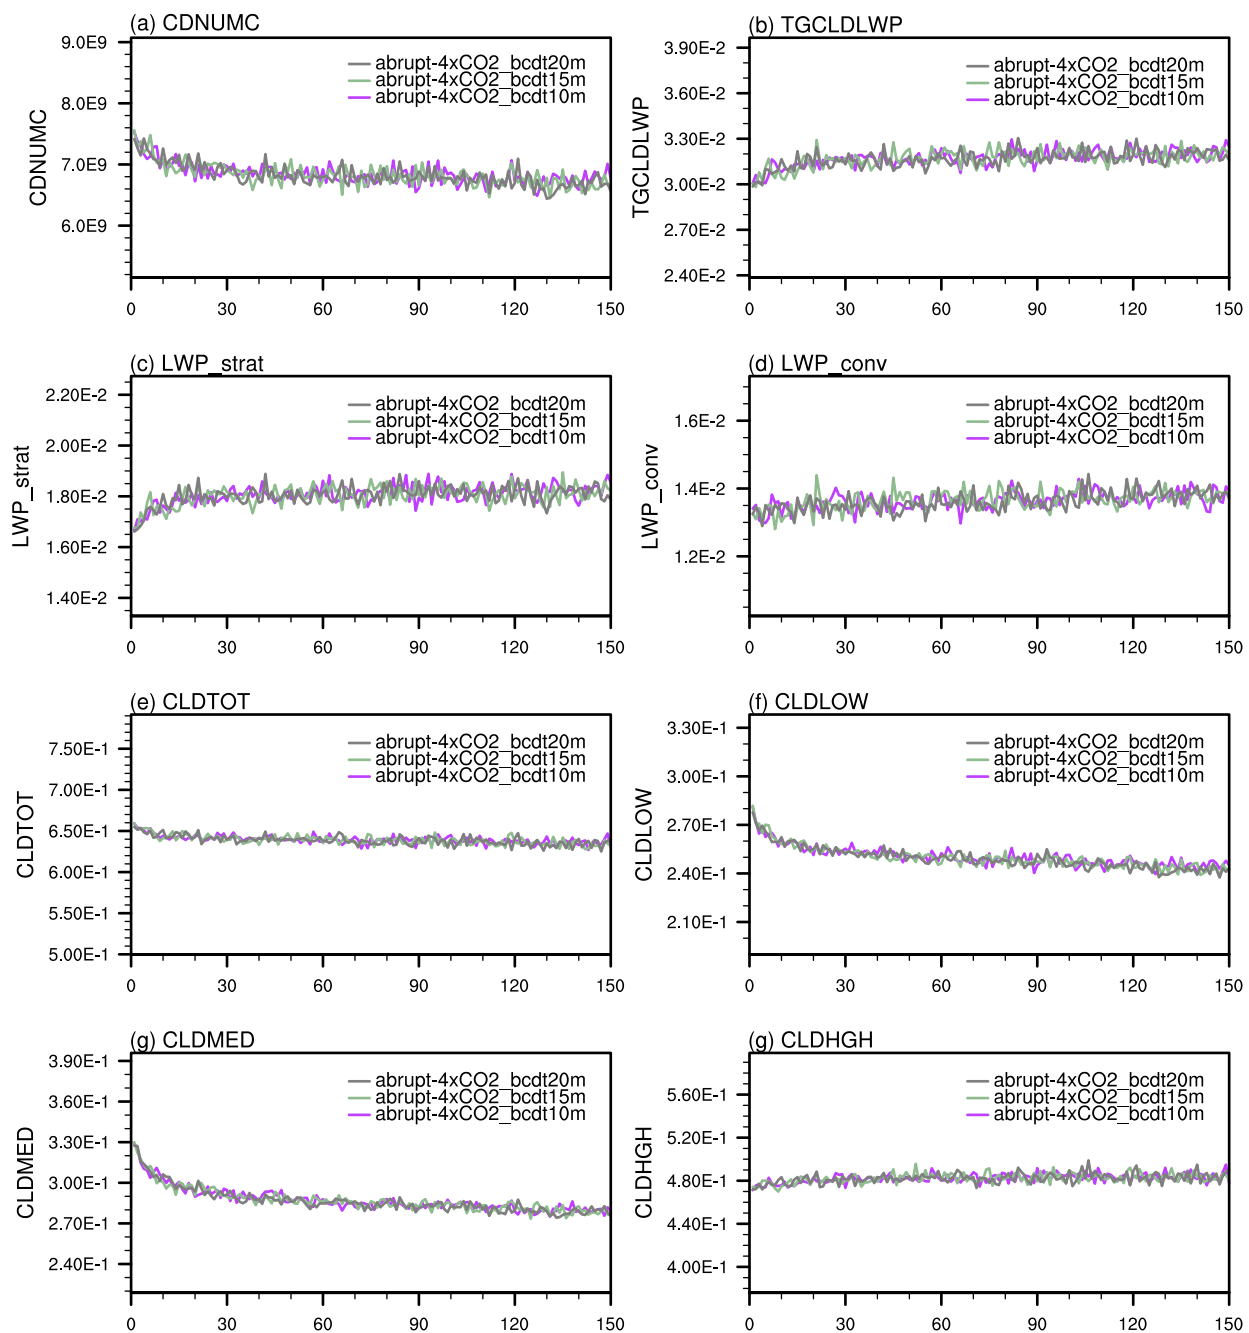 (a) CDNUMC
CDNUMC
9.0E9
8.0E9
7.0E9
6.0E9
abrupt-4xCO2_bcdt20m
abrupt-4xCO2_bcdt15m
abrupt-4xCO2_bcdt10m
0 30 60 90 120 150
(b) TGCLDLWP
TGCLDLWP
3.90E-2
3.60E-2
3.30E-2
3.00E-2
2.70E-2
2.40E-2
abrupt-4xCO2_bcdt20m
abrupt-4xCO2_bcdt15m
abrupt-4xCO2_bcdt10m
0 30 60 90 120 150
(c) LWP_strat
LWP_strat
2.20E-2
2.00E-2
1.80E-2
1.60E-2
1.40E-2
abrupt-4xCO2_bcdt20m
abrupt-4xCO2_bcdt15m
abrupt-4xCO2_bcdt10m
0 30 60 90 120 150
(d) LWP_conv
LWP_conv
1.6E-2
1.4E-2
1.2E-2
abrupt-4xCO2_bcdt20m
abrupt-4xCO2_bcdt15m
abrupt-4xCO2_bcdt10m
0 30 60 90 120 150
(e) CLDTOT
CLDTOT
7.50E-1
7.00E-1
6.50E-1
6.00E-1
5.50E-1
5.00E-1
abrupt-4xCO2_bcdt20m
abrupt-4xCO2_bcdt15m
abrupt-4xCO2_bcdt10m
0 30 60 90 120 150
(f) CLDLOW
CLDLOW
3.30E-1
3.00E-1
2.70E-1
2.40E-1
2.10E-1
abrupt-4xCO2_bcdt20m
abrupt-4xCO2_bcdt15m
abrupt-4xCO2_bcdt10m
0 30 60 90 120 150
(g) CLDMED
CLDMED
3.90E-1
3.60E-1
3.30E-1
3.00E-1
2.70E-1
2.40E-1
abrupt-4xCO2_bcdt20m
abrupt-4xCO2_bcdt15m
abrupt-4xCO2_bcdt10m
0 30 60 90 120 150
(g) CLDHGH
CLDHGH
5.60E-1
5.20E-1
4.80E-1
4.40E-1
4.00E-1
abrupt-4xCO2_bcdt20m
abrupt-4xCO2_bcdt15m
abrupt-4xCO2_bcdt10m
0 30 60 90 120 150